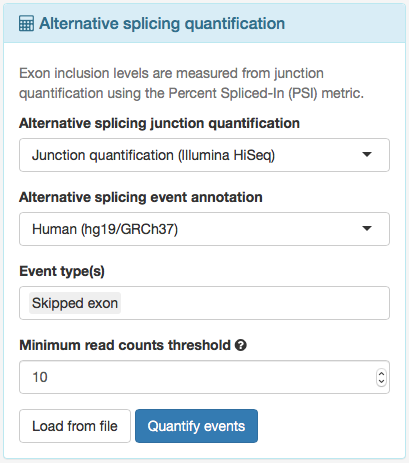 Alternative splicing quantification
Exon inclusion levels are measured from junction
quantification using the Percent Spliced-In (PSI) metric.
Alternative splicing junction quantification
Junction quantification (Illumina HiSeq)
Alternative splicing event annotation
Human (hg19/GRCh37)
Event type(s)
Skipped exon
Minimum read counts threshold ?
10
Load from file Quantify events